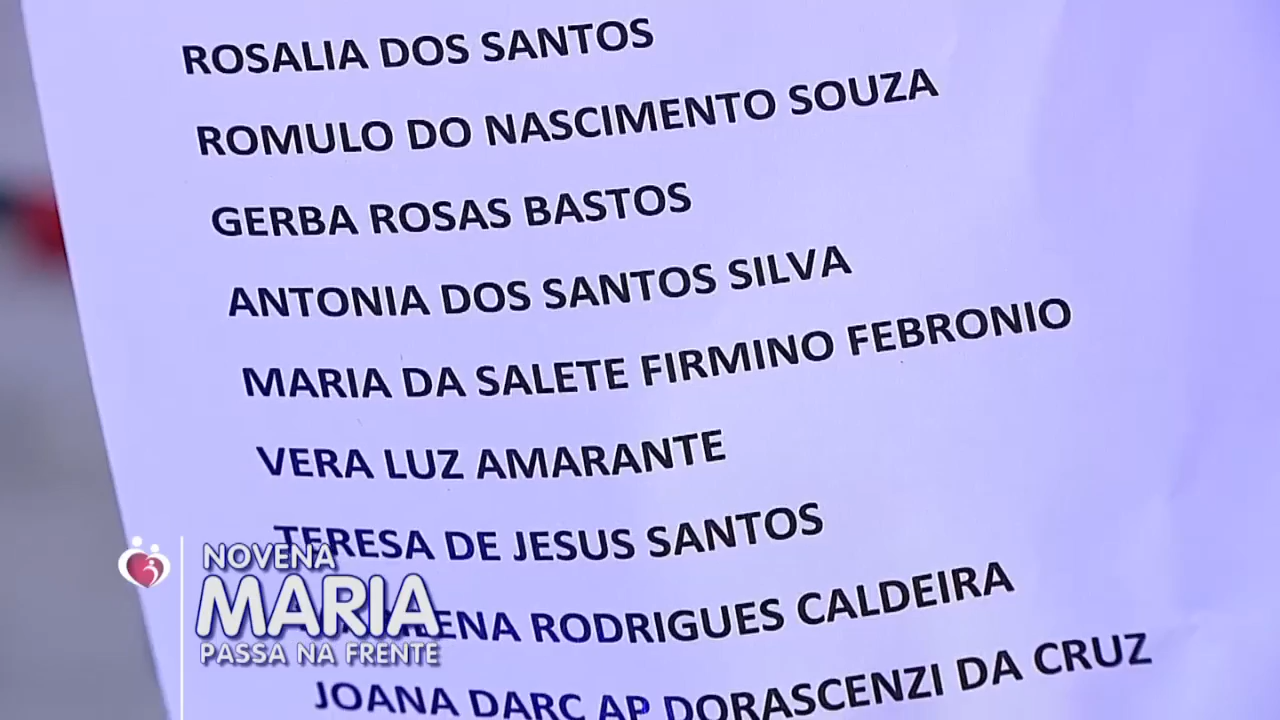 ROSALIA DOS SANTOS
ROMULO DO NASCIMENTO SOUZA
GERBA ROSAS BASTOS
ANTONIA DOS SANTOS SILVA
MARIA DA SALETE FIRMINO FEBRONIO
VERA LUZ AMARANTE
TERESA DE JESUS SANTOS
RODRIGUES CALDEIRA
JOANA DARC AP DORASCENZI DA CRUZ
NOVENA
MARIA
PASSA NA FRENTE